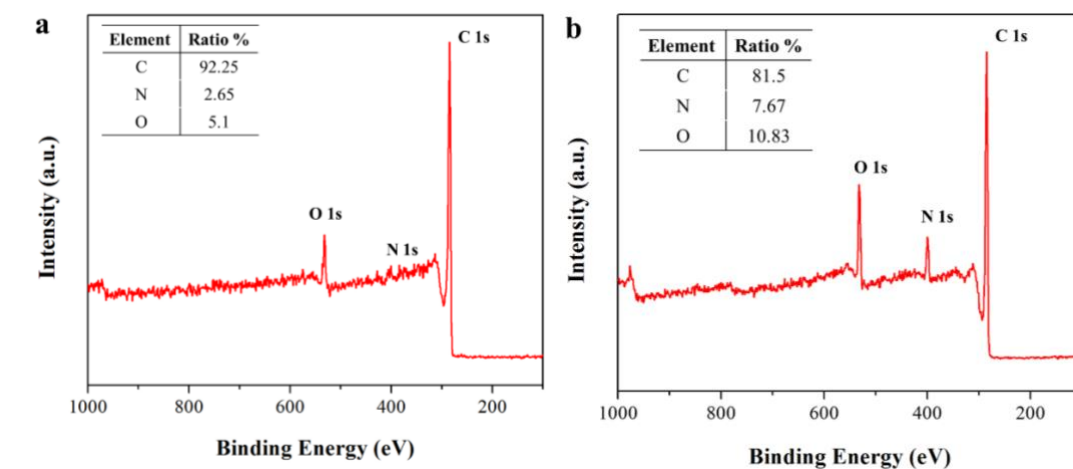 a
Element Ratio %
C 92.25
N 2.65
O 5.1
C 1s
O 1s
N 1s
Intensity (a.u.)
1000 800 600 400 200
Binding Energy (eV)
b
Element Ratio %
C 81.5
N 7.67
O 10.83
C 1s
O 1s
N 1s
Intensity (a.u.)
1000 800 600 400 200
Binding Energy (eV)